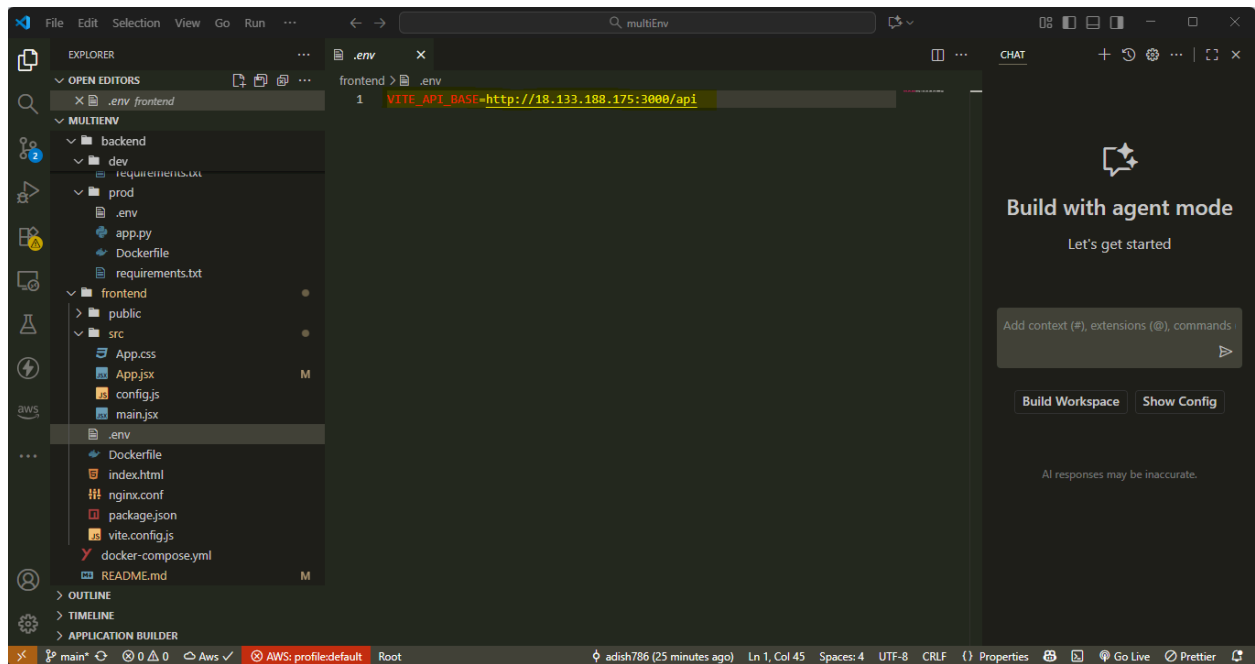 File Edit Selection View Go Run ···
multiEnv
EXPLORER
OPEN EDITORS
.env frontend
MULTIENV
backend
dev
requirements.txt
prod
.env
app.py
Dockerfile
requirements.txt
frontend
public
src
App.css
App.jsx M
config.js
main.jsx
.env
Dockerfile
index.html
nginx.conf
package.json
vite.config.js
docker-compose.yml
README.md M
OUTLINE
TIMELINE
APPLICATION BUILDER
2
aws
.env
frontend > .env
1 VITE_API_BASE=http://18.133.188.175:3000/api
CHAT
Build with agent mode
Let's get started
Add context (#), extensions (@), commands
Build Workspace Show Config
AI responses may be inaccurate.
main* 0 0 Aws AWS: profile:default Root adish786 (25 minutes ago) Ln 1, Col 45 Spaces: 4 UTF-8 CRLF {} Properties Go Live Prettier